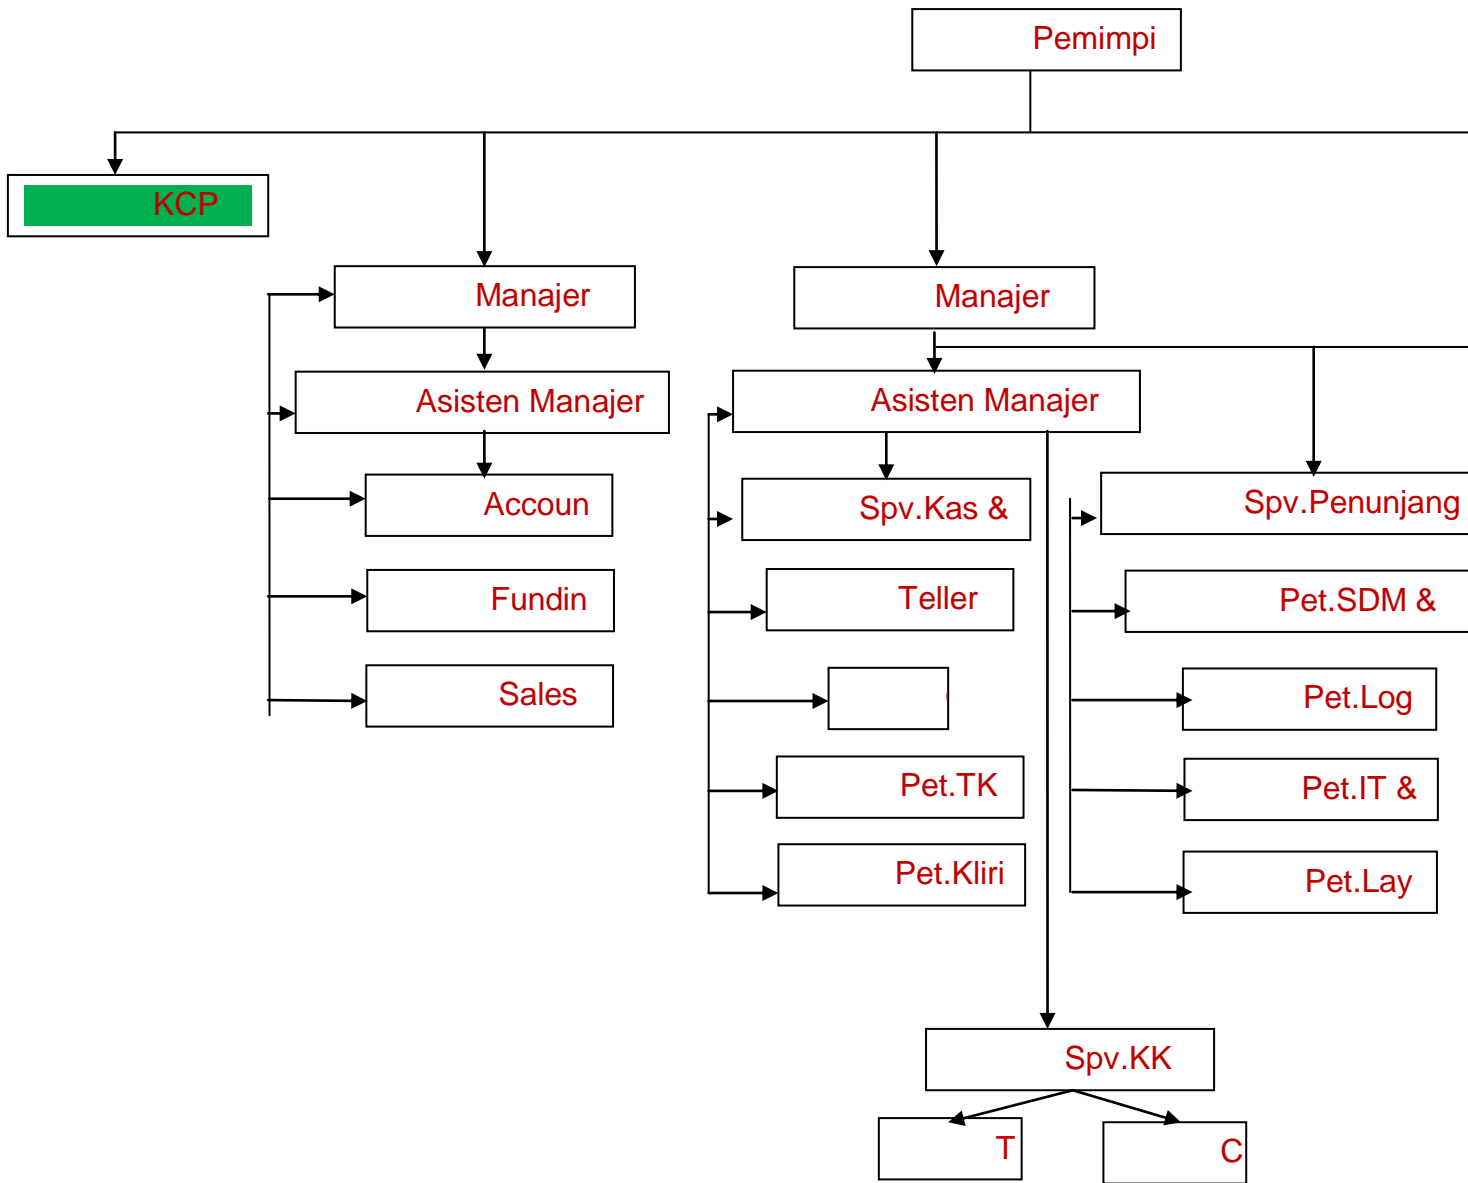 Pemimpi
KCP
Manajer
Manajer
Asisten Manajer
Asisten Manajer
Accoun
Spv.Kas &
Spv.Penunjang
Fundin
Teller
Pet.SDM &
Sales
Pet.Log
Pet.TK
Pet.IT &
Pet.Kliri
Pet.Lay
Spv.KK
T
C